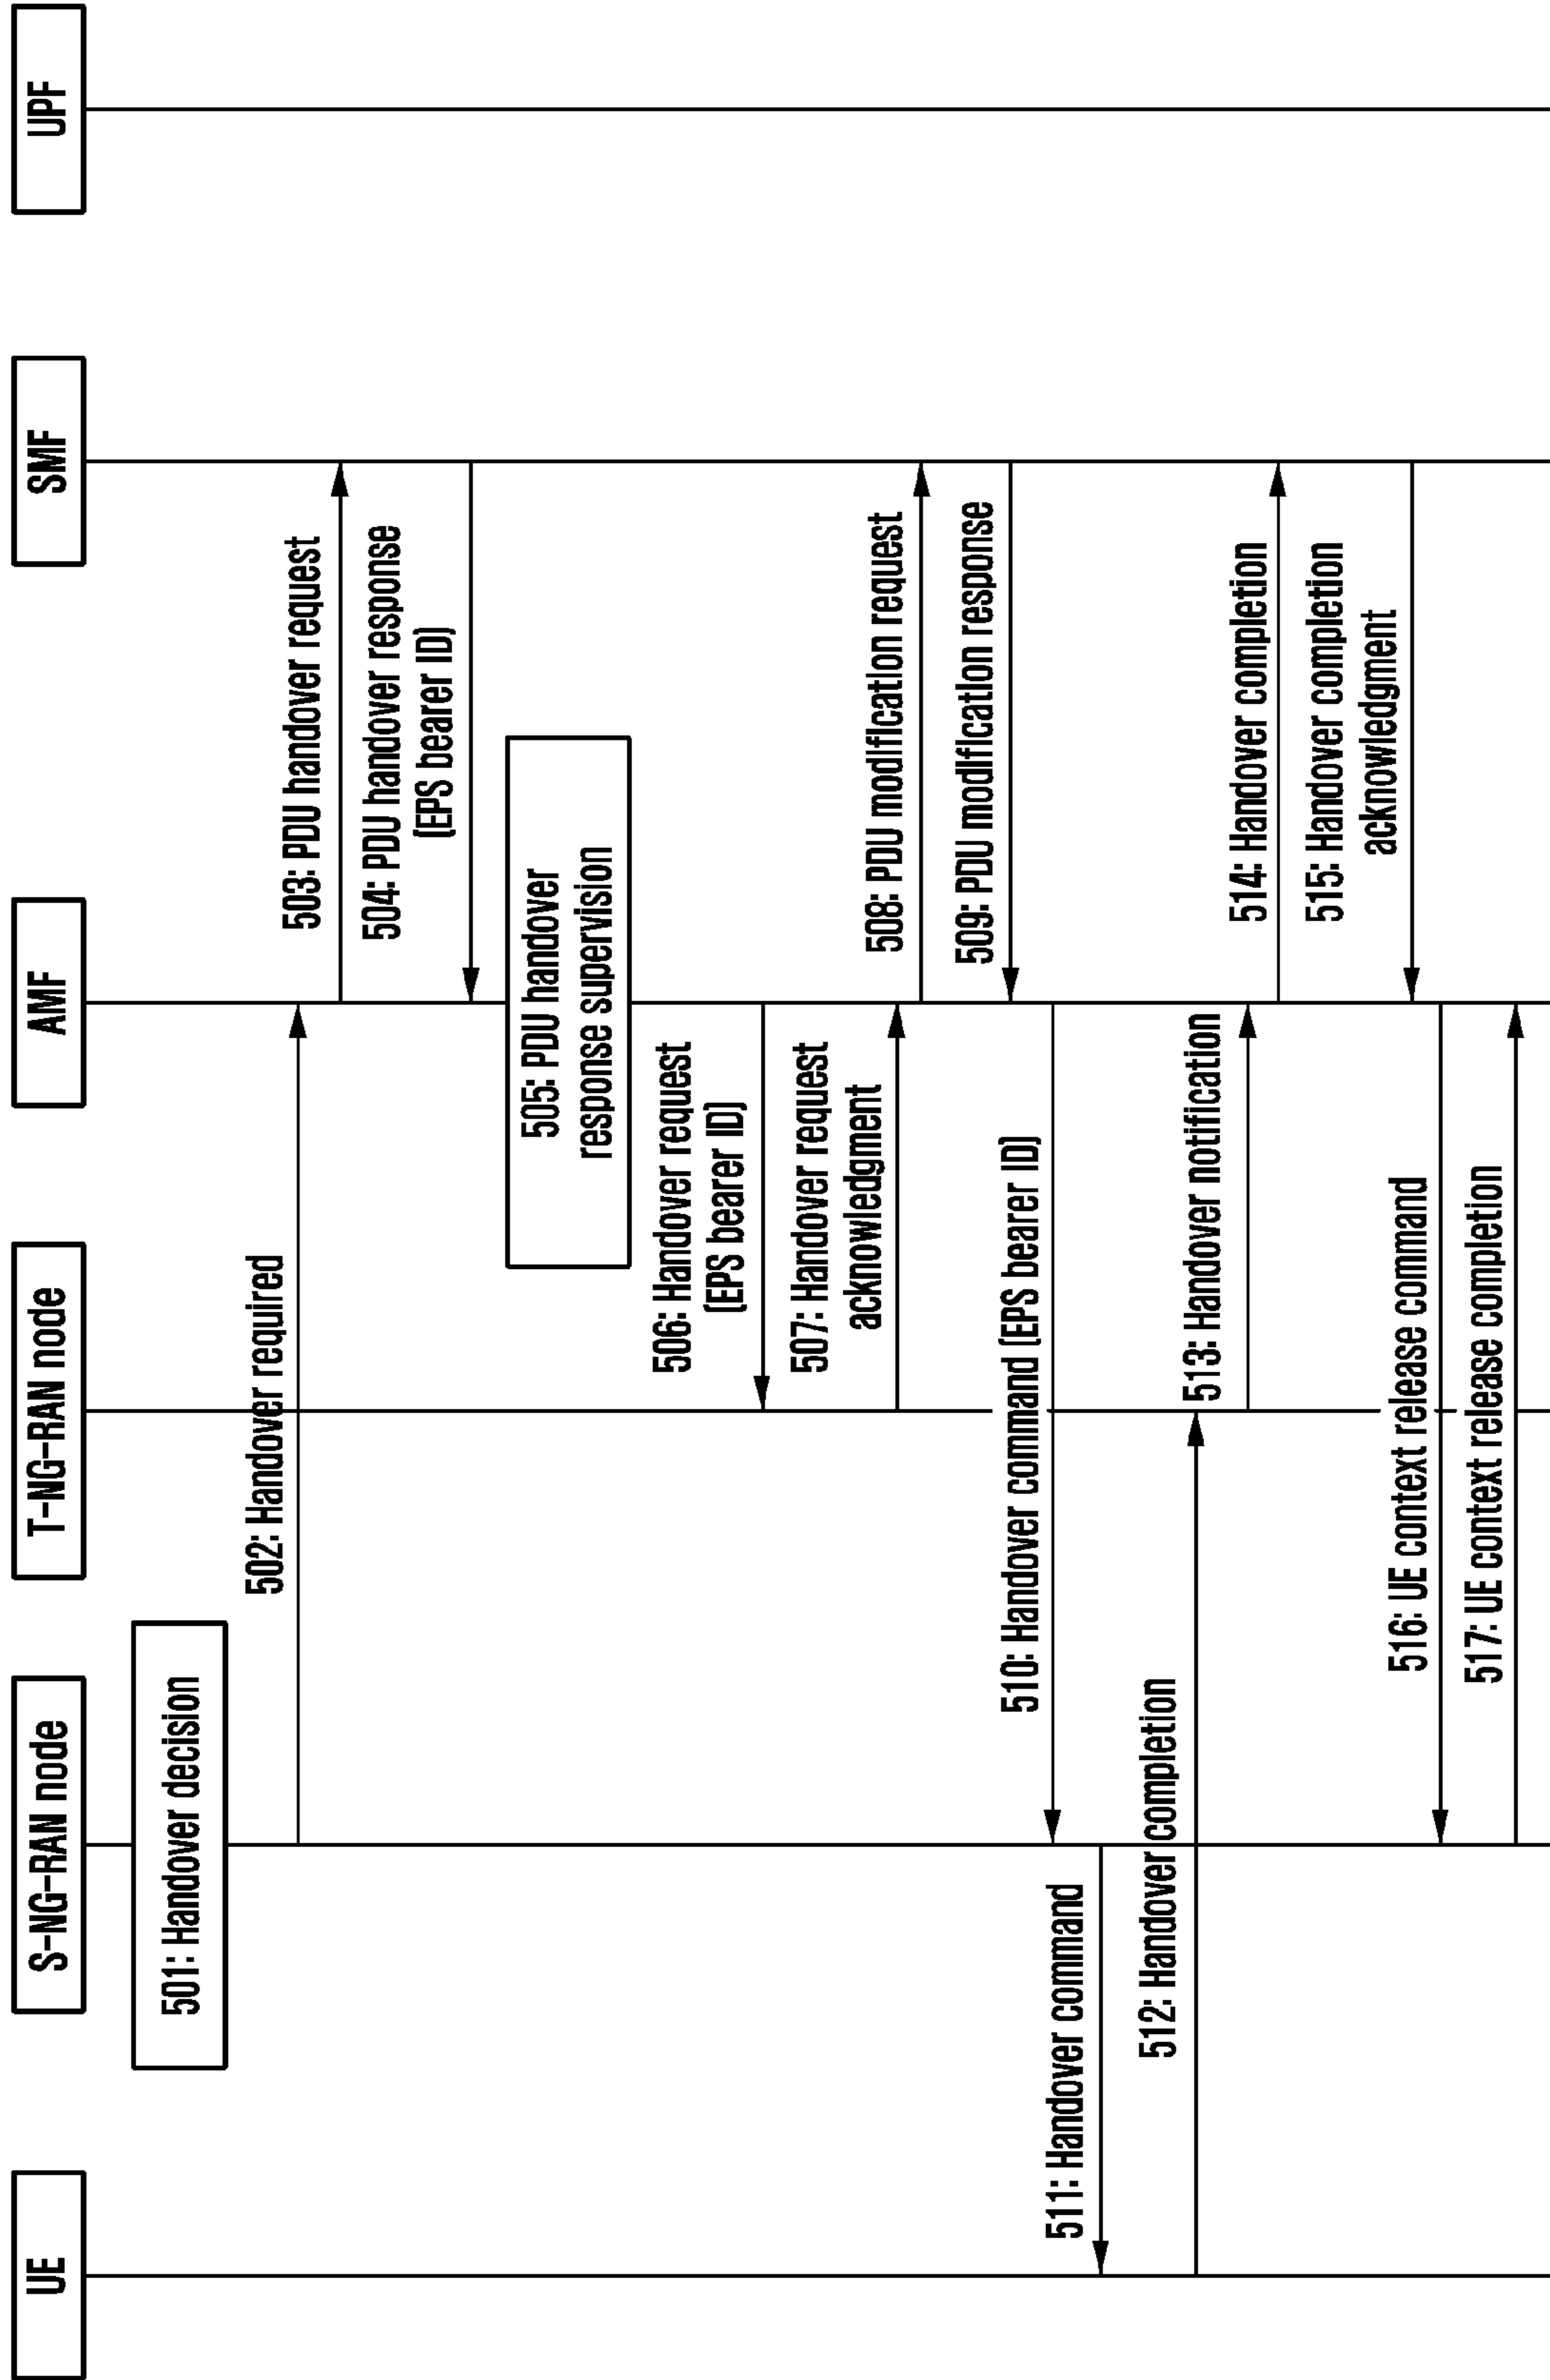 UE
S-NG-RAN node
T-NG-RAN node
AMF
SMF
UPF
501: Handover decision
502: Handover required
503: PDU handover request
504: PDU handover response
(EPS bearer ID)
505: PDU handover
response supervision
506: Handover request
(EPS bearer ID)
507: Handover request
acknowledgment
508: PDU modification request
509: PDU modification response
510: Handover command (EPS bearer ID)
511: Handover command
512: Handover completion
513: Handover notification
514: Handover completion
515: Handover completion
acknowledgment
516: UE context release command
517: UE context release completion